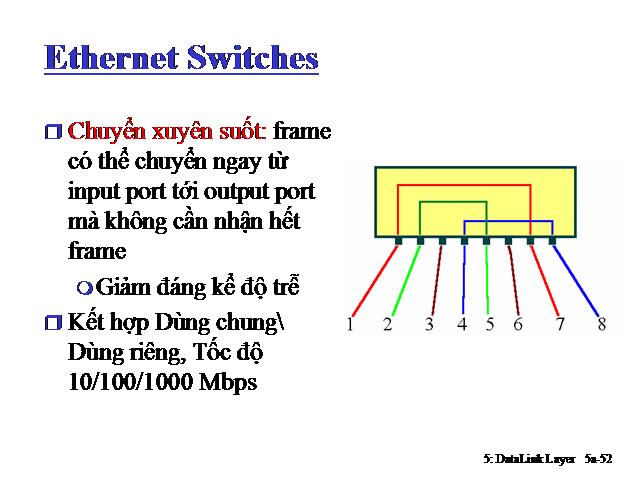 Ethernet Switches
Chuyển xuyên suốt: frame
có thể chuyển ngay từ
input port tới output port
mà không cần nhận hết
frame
Giảm đáng kể độ trễ
Kết hợp Dùng chung\
Dùng riêng, Tốc độ
10/100/1000 Mbps
1 2 3 4 5 6 7 8
5: DataLink Layer 5a-52